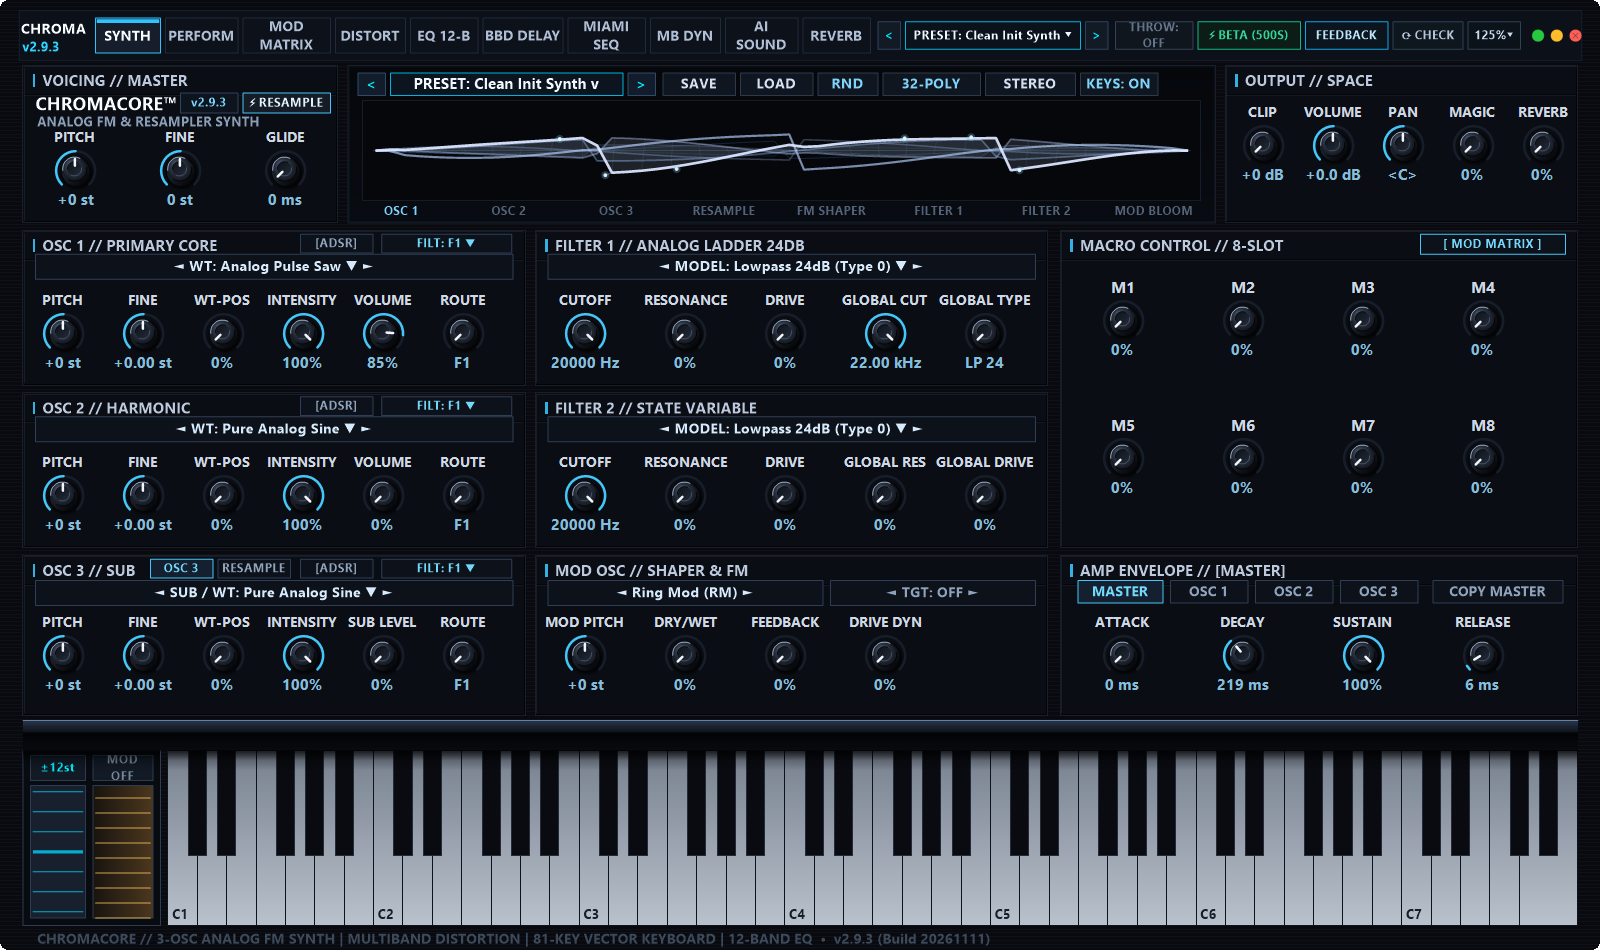 CHROMA
v2.9.3
SYNTH
PERFORM
MOD
MATRIX
DISTORT
EQ 12-B
BBD DELAY
MIAMI
SEQ
MB DYN
AI
SOUND
REVERB
<
PRESET: Clean Init Synth ▾
>
THROW:
OFF
⚡BETA (500S)
FEEDBACK
⟳ CHECK
125%▾
VOICING // MASTER
CHROMACORE™
v2.9.3
⚡RESAMPLE
ANALOG FM & RESAMPLER SYNTH
PITCH FINE GLIDE
+0 st 0 st 0 ms
<
PRESET: Clean Init Synth v
>
SAVE
LOAD
RND
32-POLY
STEREO
KEYS: ON
OSC 1 OSC 2 OSC 3 RESAMPLE FM SHAPER FILTER 1 FILTER 2 MOD BLOOM
OUTPUT // SPACE
CLIP VOLUME PAN MAGIC REVERB
+0 dB +0.0 dB <C> 0% 0%
OSC 1 // PRIMARY CORE
[ADSR]
FILT: F1 ▼
◄ WT: Analog Pulse Saw ▼ ►
PITCH FINE WT-POS INTENSITY VOLUME ROUTE
+0 st +0.00 st 0% 100% 85% F1
FILTER 1 // ANALOG LADDER 24DB
◄ MODEL: Lowpass 24dB (Type 0) ▼ ►
CUTOFF RESONANCE DRIVE GLOBAL CUT GLOBAL TYPE
20000 Hz 0% 0% 22.00 kHz LP 24
MACRO CONTROL // 8-SLOT
[ MOD MATRIX ]
M1 M2 M3 M4
0% 0% 0% 0%
M5 M6 M7 M8
0% 0% 0% 0%
OSC 2 // HARMONIC
[ADSR]
FILT: F1 ▼
◄ WT: Pure Analog Sine ▼ ►
PITCH FINE WT-POS INTENSITY VOLUME ROUTE
+0 st +0.00 st 0% 100% 0% F1
FILTER 2 // STATE VARIABLE
◄ MODEL: Lowpass 24dB (Type 0) ▼ ►
CUTOFF RESONANCE DRIVE GLOBAL RES GLOBAL DRIVE
20000 Hz 0% 0% 0% 0%
OSC 3 // SUB
OSC 3
RESAMPLE
[ADSR]
FILT: F1 ▼
◄ SUB / WT: Pure Analog Sine ▼ ►
PITCH FINE WT-POS INTENSITY SUB LEVEL ROUTE
+0 st +0.00 st 0% 100% 0% F1
MOD OSC // SHAPER & FM
◄ Ring Mod (RM) ►
◄ TGT: OFF ►
MOD PITCH DRY/WET FEEDBACK DRIVE DYN
+0 st 0% 0% 0%
AMP ENVELOPE // [MASTER]
MASTER
OSC 1
OSC 2
OSC 3
COPY MASTER
ATTACK DECAY SUSTAIN RELEASE
0 ms 219 ms 100% 6 ms
±12st
MOD
OFF
C1 C2 C3 C4 C5 C6 C7
CHROMACORE // 3-OSC ANALOG FM SYNTH | MULTIBAND DISTORTION | 81-KEY VECTOR KEYBOARD | 12-BAND EQ • v2.9.3 (Build 20261111)